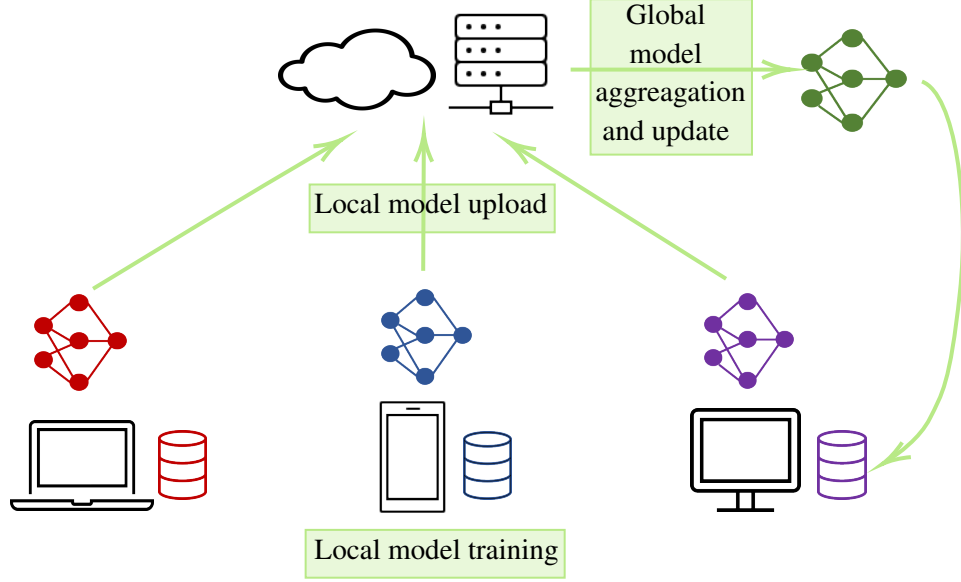 Global
model
aggreagation
and update
Local model upload
Local model training